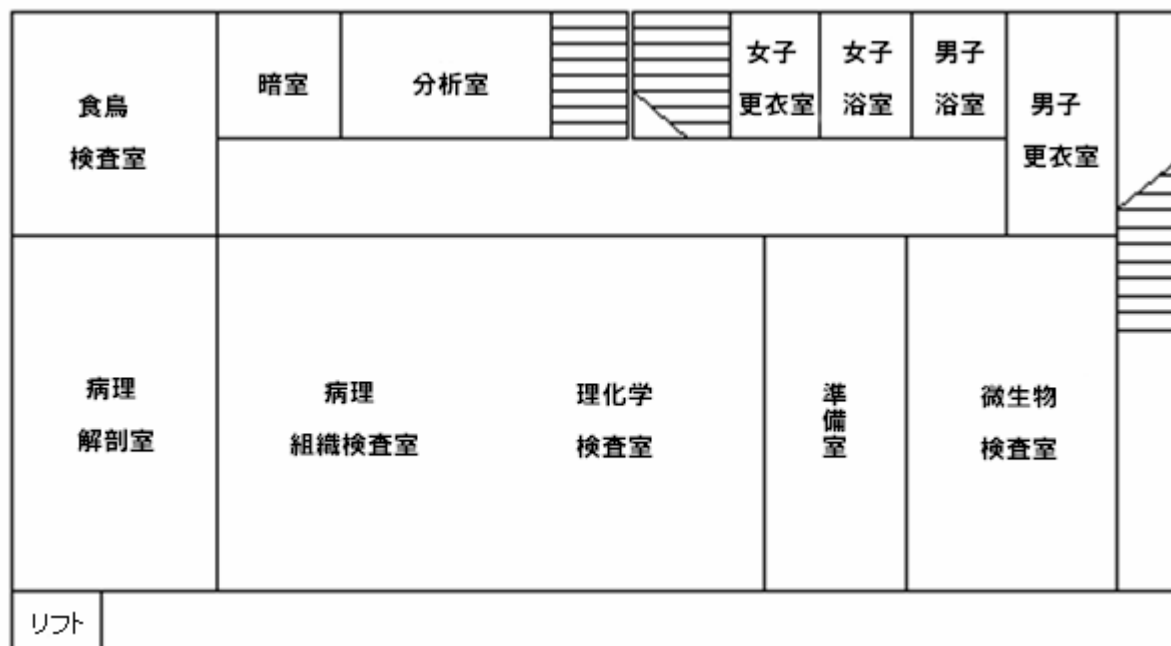 食鳥
検査室
暗室
分析室
女子
更衣室
女子
浴室
男子
浴室
男子
更衣室
病理
解剖室
病理
組織検査室
理化学
検査室
準備室
微生物
検査室
リフト